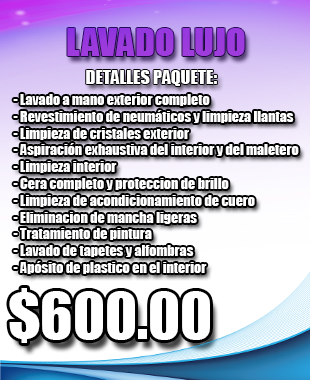 LAVADO LUJO
DETALLES PAQUETE:
- Lavado a mano exterior completo
- Revestimiento de neumáticos y limpieza llantas
- Limpieza de cristales exterior
- Aspiración exhaustiva del interior y del maletero
- Limpieza interior
- Cera completo y proteccion de brillo
- Limpieza de acondicionamiento de cuero
- Eliminacion de mancha ligeras
- Tratamiento de pintura
- Lavado de tapetes y alfombras
- Apósito de plastico en el interior
$600.00